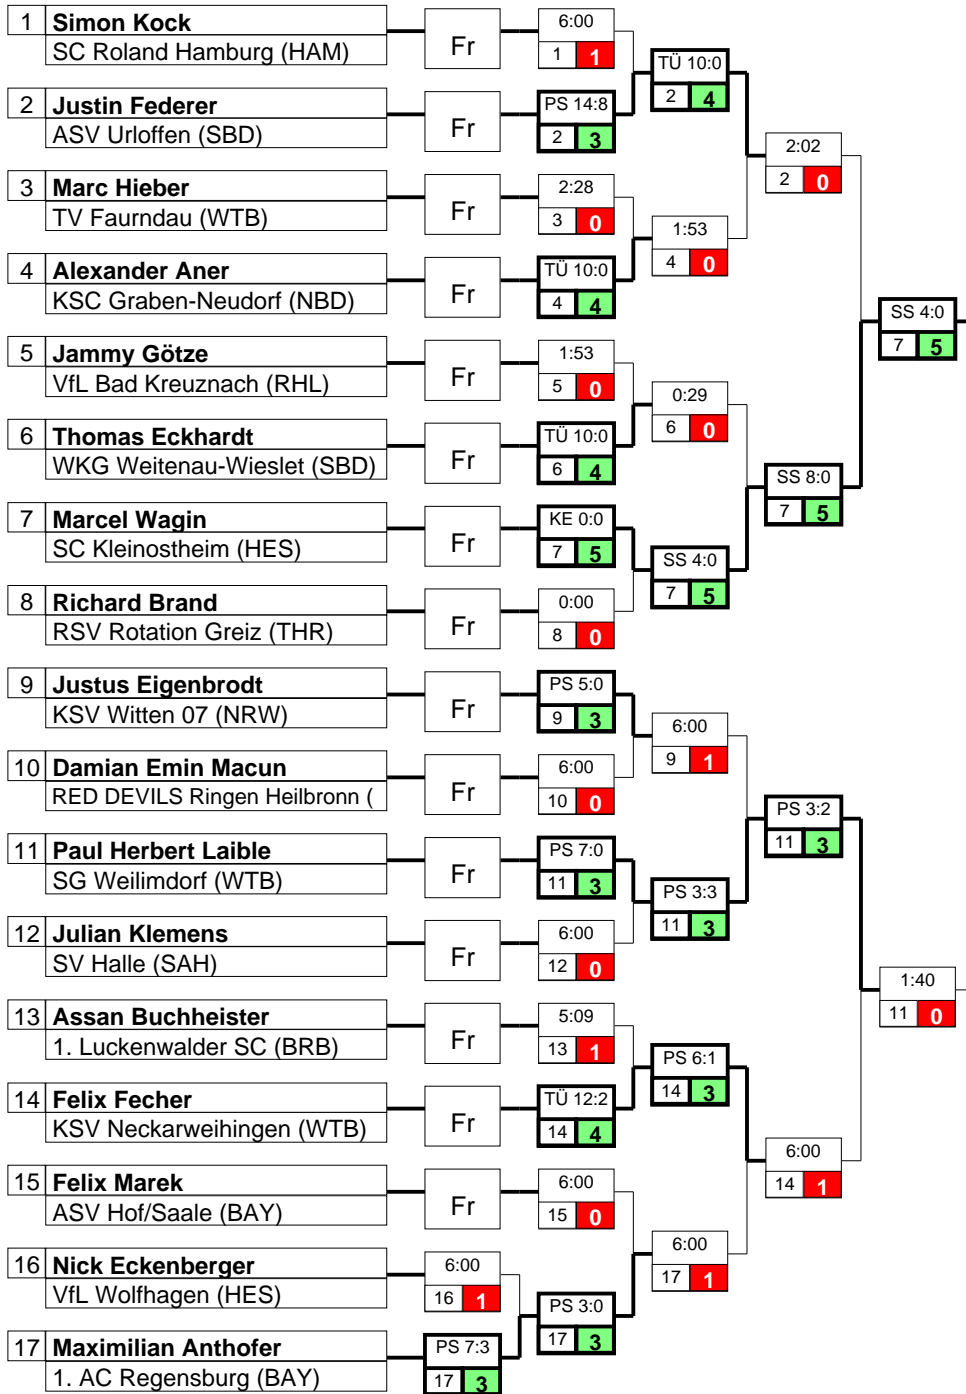 1 Simon Kock
SC Roland Hamburg (HAM)
Fr
6:00
1 1
TÜ 10:0
2 4
2 Justin Federer
ASV Urloffen (SBD)
Fr
PS 14:8
2 3
2:02
2 0
3 Marc Hieber
TV Faurndau (WTB)
Fr
2:28
3 0
1:53
4 0
4 Alexander Aner
KSC Graben-Neudorf (NBD)
Fr
TÜ 10:0
4 4
SS 4:0
7 5
5 Jammy Götze
VfL Bad Kreuznach (RHL)
Fr
1:53
5 0
0:29
6 0
6 Thomas Eckhardt
WKG Weitenau-Wieslet (SBD)
Fr
TÜ 10:0
6 4
SS 8:0
7 5
7 Marcel Wagin
SC Kleinostheim (HES)
Fr
KE 0:0
7 5
SS 4:0
7 5
8 Richard Brand
RSV Rotation Greiz (THR)
Fr
0:00
8 0
9 Justus Eigenbrodt
KSV Witten 07 (NRW)
Fr
PS 5:0
9 3
6:00
9 1
10 Damian Emin Macun
RED DEVILS Ringen Heilbronn (
Fr
6:00
10 0
PS 3:2
11 3
11 Paul Herbert Laible
SG Weilimdorf (WTB)
Fr
PS 7:0
11 3
PS 3:3
11 3
12 Julian Klemens
SV Halle (SAH)
Fr
6:00
12 0
1:40
11 0
13 Assan Buchheister
1. Luckenwalder SC (BRB)
Fr
5:09
13 1
PS 6:1
14 3
14 Felix Fecher
KSV Neckarweihingen (WTB)
Fr
TÜ 12:2
14 4
6:00
14 1
15 Felix Marek
ASV Hof/Saale (BAY)
Fr
6:00
15 0
6:00
17 1
16 Nick Eckenberger
VfL Wolfhagen (HES)
6:00
16 1
PS 3:0
17 3
17 Maximilian Anthofer
1. AC Regensburg (BAY)
PS 7:3
17 3